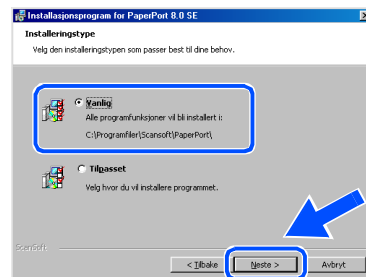 Installasjonsprogram for PaperPort 8.0 SE
Installeringstype
Velg den installeringstypen som passer best til dine behov.
Vanlig
Alle programfunksjoner vil bli installert i:
C:\Programfiler\Scansoft\PaperPort\
Tilpasset
Velg hvor du vil installere programmet.
ScanSoft
< Tilbake
Neste >
Avbryt